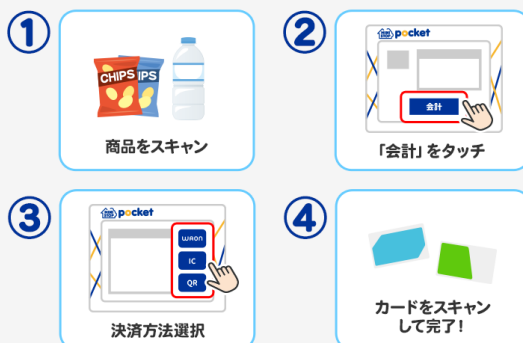 ①
CHIPS
IPS
商品をスキャン
②
pocket
会計
「会計」をタッチ
③
pocket
WAON
IC
QR
決済方法選択
④
カードをスキャン
して完了!